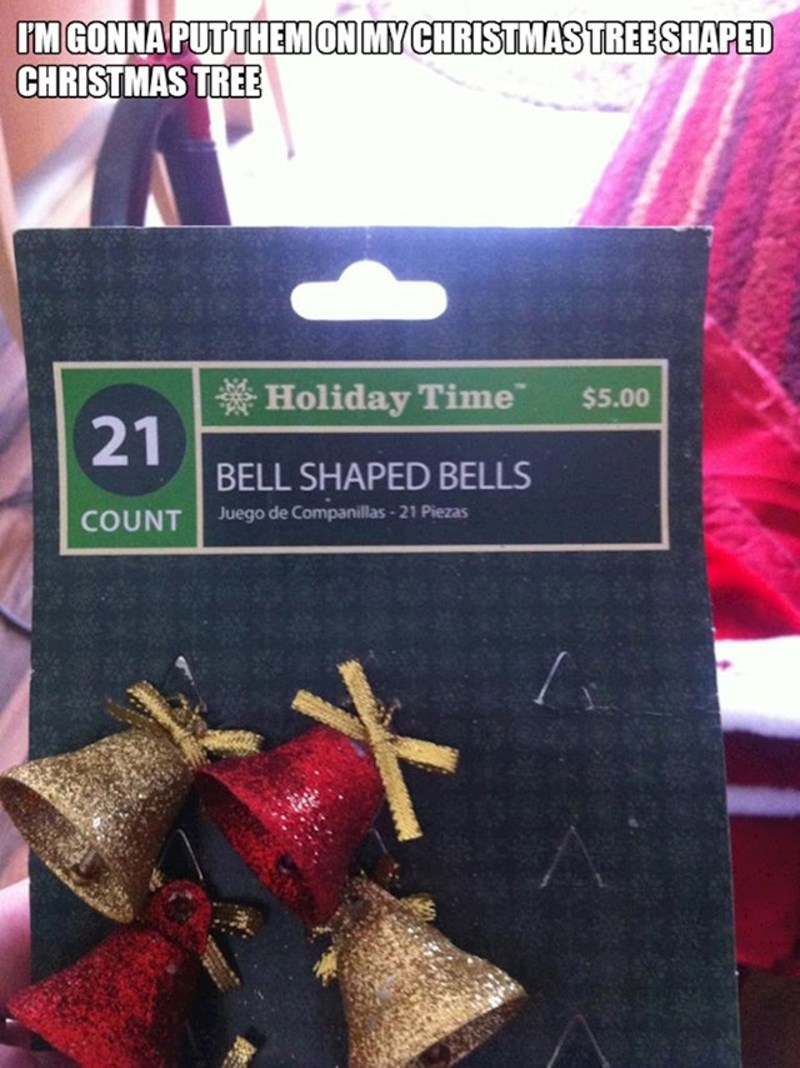 I'M GONNA PUT THEM ON MY CHRISTMAS TREE SHAPED
CHRISTMAS TREE
21
COUNT
Holiday Time™
$5.00
BELL SHAPED BELLS
Juego de Companillas - 21 Piezas